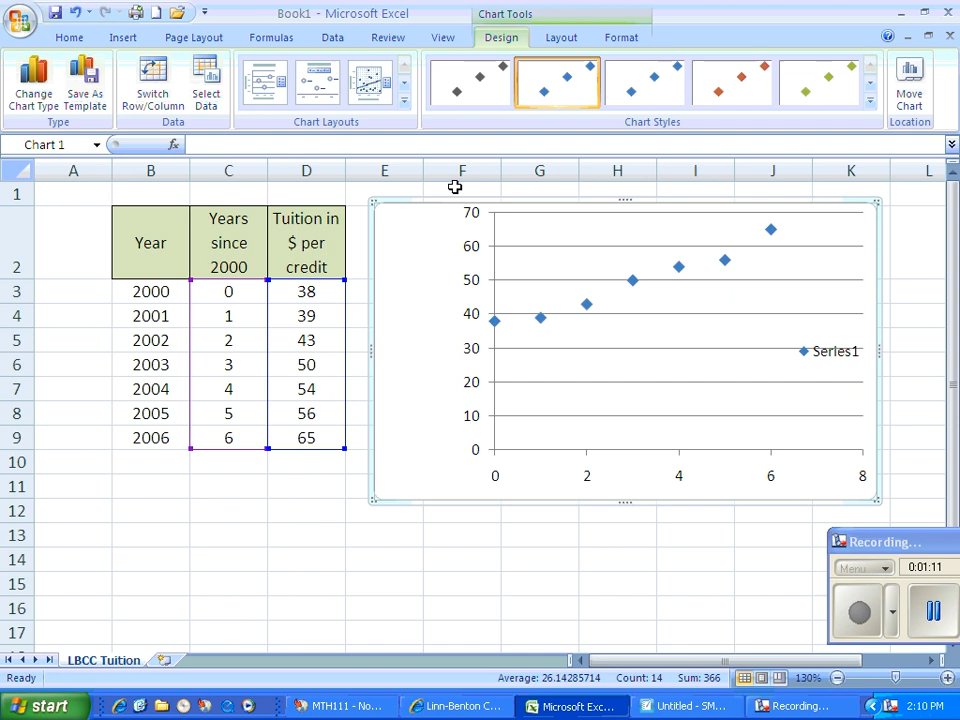 Book1 - Microsoft Excel
Chart Tools
Home Insert Page Layout Formulas Data Review View Design Layout Format
Change Chart Type
Save As Template
Switch Row/Column
Select Data
Move Chart
Type Data Chart Layouts Chart Styles Location
Chart 1 fx
A B C D E F G H I J K L
1
2 Year Years since 2000 Tuition in $ per credit
3 2000 0 38
4 2001 1 39
5 2002 2 43
6 2003 3 50
7 2004 4 54
8 2005 5 56
9 2006 6 65
10
11
12
13
14
15
16
17
70
60
50
40
30
20
10
0
0 2 4 6 8
Series1
Recording...
Menu 0:01:11
LBCC Tuition
Ready Average: 26.14285714 Count: 14 Sum: 366 130%
start MTH111 - No... Linn-Benton C... Microsoft Exc... Untitled - SM... Recording... 2:10 PM